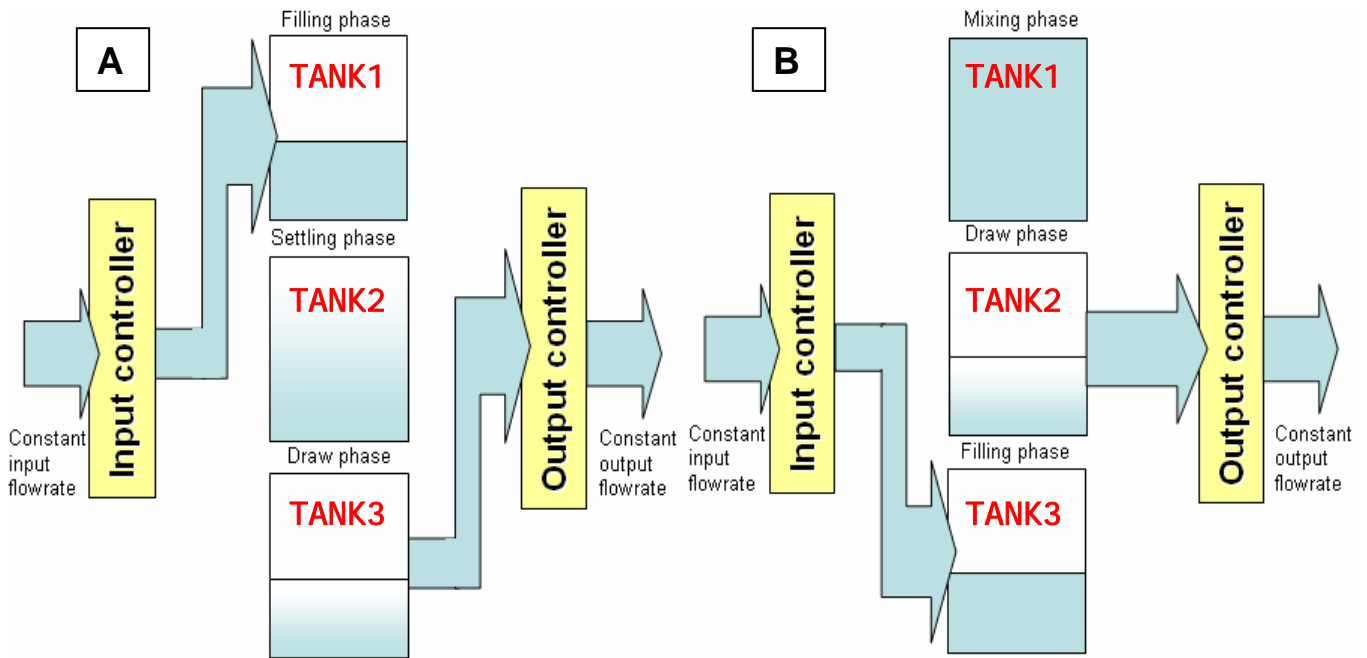 A
Filling phase
TANK1
Settling phase
TANK2
Draw phase
TANK3
Input controller
Output controller
Constant
input
flowrate
Constant
output
flowrate
B
Mixing phase
TANK1
Draw phase
TANK2
Filling phase
TANK3
Input controller
Output controller
Constant
input
flowrate
Constant
output
flowrate